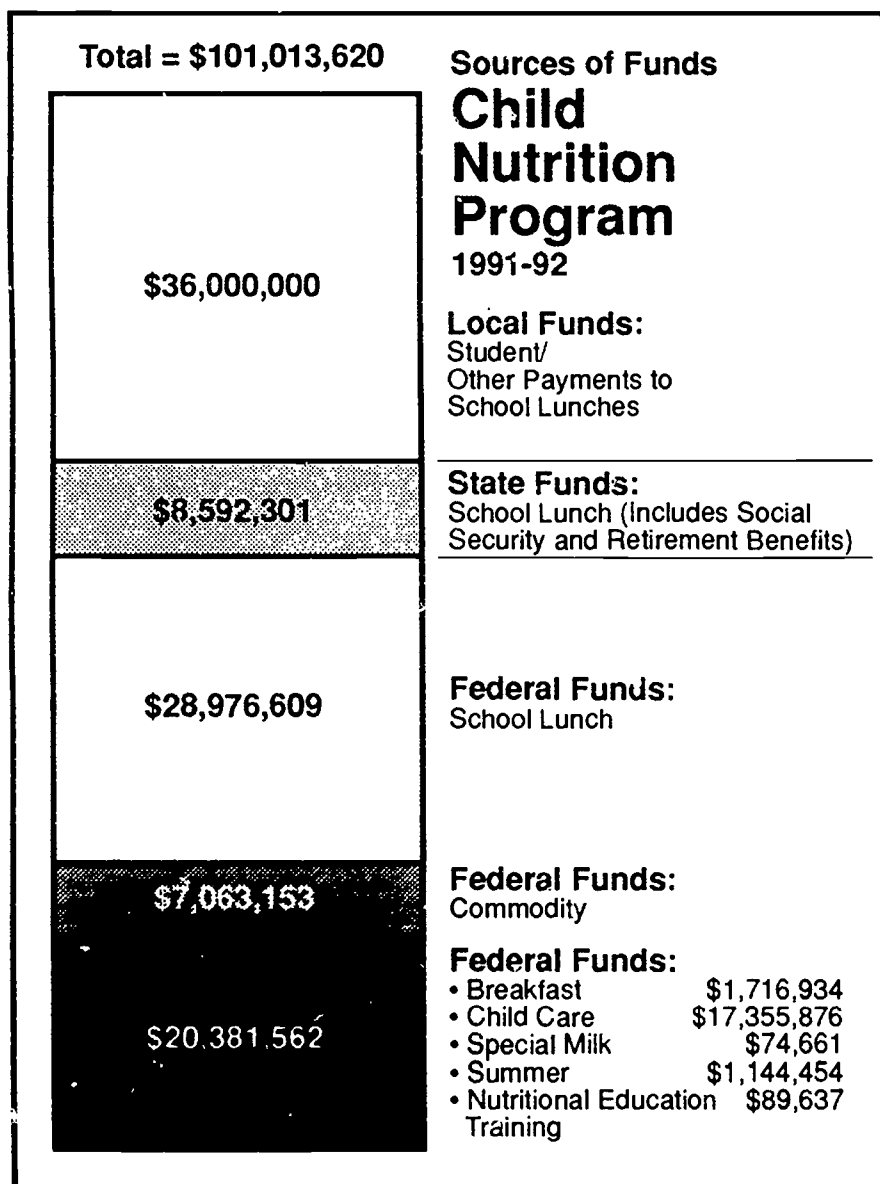 Total = $101,013,620
Sources of Funds
Child
Nutrition
Program
1991-92
$36,000,000
Local Funds:
Student/
Other Payments to
School Lunches
$8,592,301
State Funds:
School Lunch (Includes Social
Security and Retirement Benefits)
$28,976,609
Federal Funds:
School Lunch
$7,063,153
Federal Funds:
Commodity
$20,381,562
Federal Funds:
• Breakfast $1,716,934
• Child Care $17,355,876
• Special Milk $74,661
• Summer $1,144,454
• Nutritional Education $89,637
Training